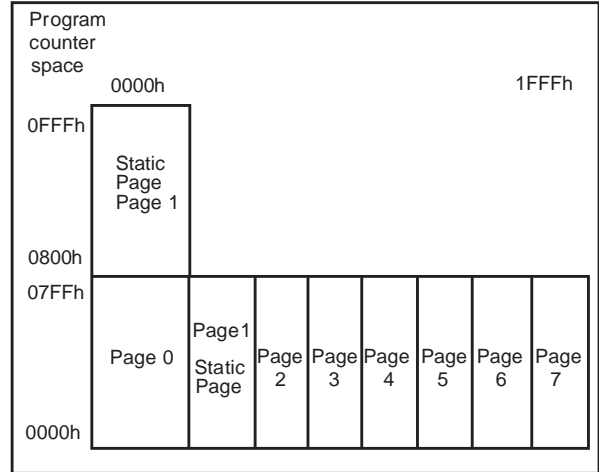 Program
counter
space
0000h
1FFFh
0FFFh
Static
Page
Page 1
0800h
07FFh
Page 0
Page1
Static
Page
Page
2
Page
3
Page
4
Page
5
Page
6
Page
7
0000h